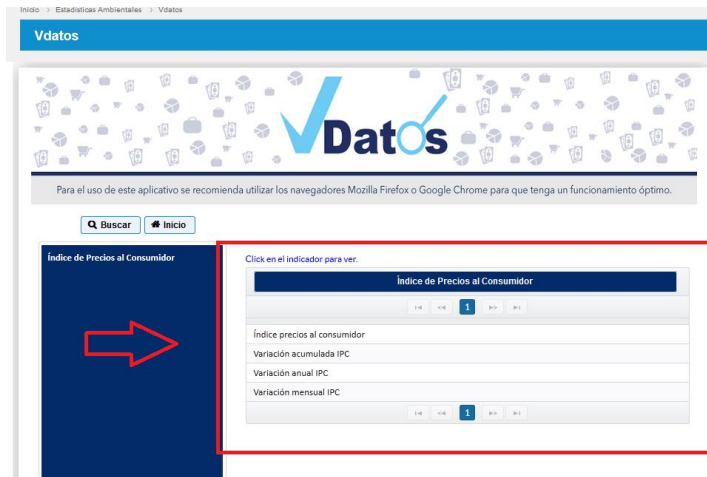 Inicio > Estadísticas Ambientales > Vdatos
Vdatos
VDatos
Para el uso de este aplicativo se recomienda utilizar los navegadores Mozilla Firefox o Google Chrome para que tenga un funcionamiento óptimo.
Buscar Inicio
Índice de Precios al Consumidor
Click en el indicador para ver.
Índice de Precios al Consumidor
1
Índice precios al consumidor
Variación acumulada IPC
Variación anual IPC
Variación mensual IPC
1